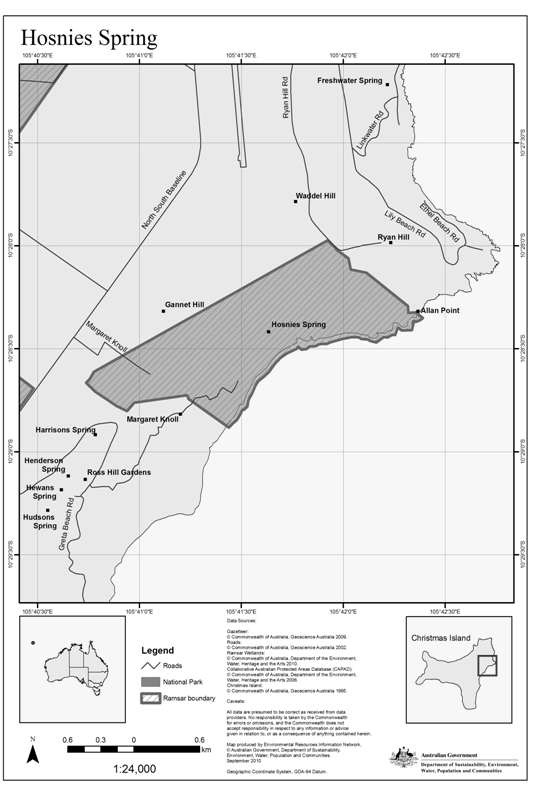 Hosnies Spring
105°40'30"E 105°41'0"E 105°41'30"E 105°42'0"E 105°42'30"E
Freshwater Spring
Ryan Hill Rd
Linkwater Rd
10°27'30"S 10°27'30"S
North South Baseline
Waddel Hill
Lily Beach Rd
Ethel Beach Rd
Ryan Hill
10°28'0"S 10°28'0"S
Gannet Hill
Allan Point
Hosnies Spring
Margaret Knoll
10°28'30"S 10°28'30"S
Margaret Knoll
Harrisons Spring
10°29'0"S 10°29'0"S
Henderson
Spring
Ross Hill Gardens
Hewans
Spring
Hudsons
Spring
Greta Beach Rd
10°29'30"S 10°29'30"S
105°40'30"E 105°41'0"E 105°41'30"E 105°42'0"E 105°42'30"E
Legend
Roads
National Park
Ramsar boundary
N
0.6 0.3 0 0.6
km
1:24,000
Data Sources:
Gazetteer:
© Commonwealth of Australia, Geoscience Australia 2009.
Roads:
© Commonwealth of Australia, Geoscience Australia 2002.
Ramsar Wetlands:
© Commonwealth of Australia, Department of the Environment,
Water, Heritage and the Arts 2010.
Collaborative Australian Protected Areas Database (CAPAD):
© Commonwealth of Australia, Department of the Environment,
Water, Heritage and the Arts 2006.
Christmas Island:
© Commonwealth of Australia, Geoscience Australia 1995.
Caveats:
All data are presumed to be correct as received from data
providers. No responsibility is taken by the Commonwealth
for errors or omissions, and the Commonwealth does not
accept responsibility in respect to any information or advice
given in relation to, or as a consequence of anything contained herein.
Map produced by Environmental Resources Information Network,
© Australian Government, Department of Sustainability,
Environment, Water, Population and Communities.
September 2010.
Geographic Coordinate System, GDA-94 Datum.
Christmas Island
Australian Government
Department of Sustainability, Environment,
Water, Population and Communities